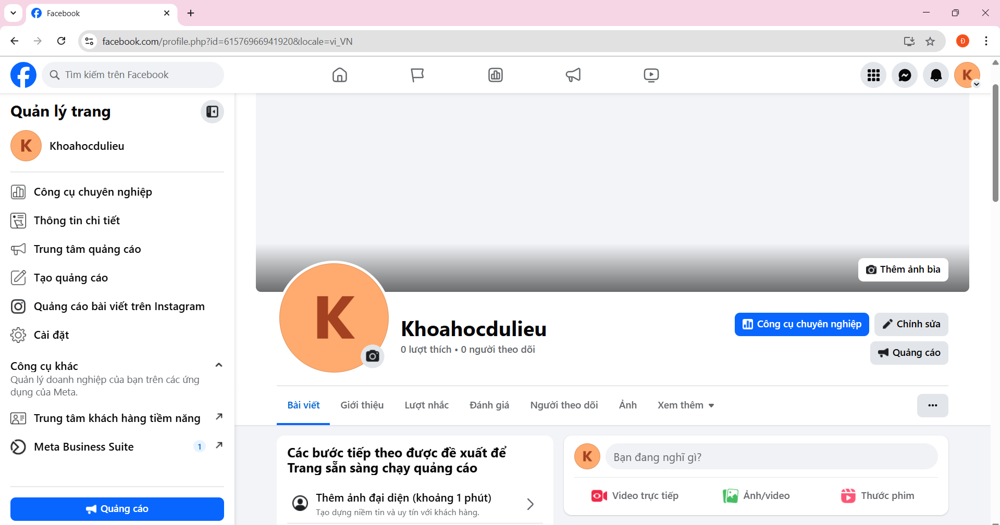 Facebook
facebook.com/profile.php?id=61576966941920&locale=vi_VN
Đ
Tìm kiếm trên Facebook
K
Quản lý trang
K
Khoahocdulieu
Công cụ chuyên nghiệp
Thông tin chi tiết
Trung tâm quảng cáo
Tạo quảng cáo
Quảng cáo bài viết trên Instagram
Cài đặt
Công cụ khác
Quản lý doanh nghiệp của bạn trên các ứng
dụng của Meta.
Trung tâm khách hàng tiềm năng
Meta Business Suite
1
Quảng cáo
Thêm ảnh bìa
K
Khoahocdulieu
0 lượt thích • 0 người theo dõi
Công cụ chuyên nghiệp
Chỉnh sửa
Quảng cáo
Bài viết
Giới thiệu
Lượt nhắc
Đánh giá
Người theo dõi
Ảnh
Xem thêm
Các bước tiếp theo được đề xuất để
Trang sẵn sàng chạy quảng cáo
Thêm ảnh đại diện (khoảng 1 phút)
Tạo dựng niềm tin và uy tín với khách hàng.
K
Bạn đang nghĩ gì?
Video trực tiếp
Ảnh/video
Thước phim